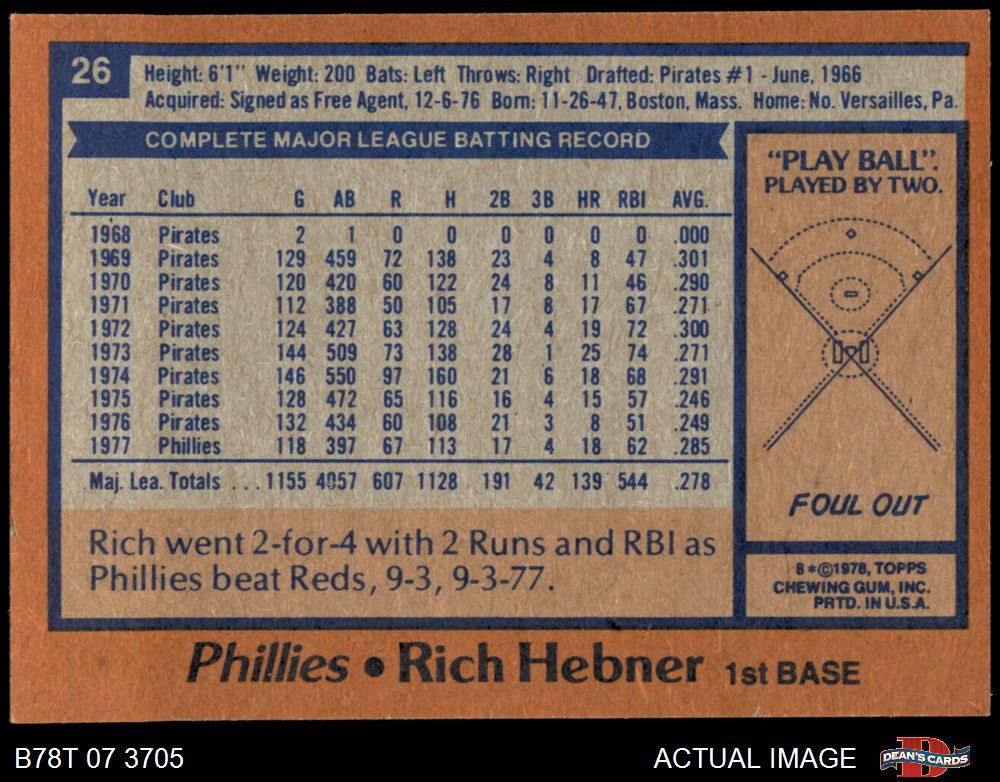 26
Height: 6'1" Weight: 200 Bats: Left Throws: Right Drafted: Pirates #1 - June, 1966
Acquired: Signed as Free Agent, 12-6-76 Born: 11-26-47, Boston, Mass. Home: No. Versailles, Pa.
COMPLETE MAJOR LEAGUE BATTING RECORD
Year Club G AB R H 2B 3B HR RBI AVG.
1968 Pirates 2 1 0 0 0 0 0 0 .000
1969 Pirates 129 459 72 138 23 4 8 47 .301
1970 Pirates 120 420 60 122 24 8 11 46 .290
1971 Pirates 112 388 50 105 17 8 17 67 .271
1972 Pirates 124 427 63 128 24 4 19 72 .300
1973 Pirates 144 509 73 138 28 1 25 74 .271
1974 Pirates 146 550 97 160 21 6 18 68 .291
1975 Pirates 128 472 65 116 16 4 15 57 .246
1976 Pirates 132 434 60 108 21 3 8 51 .249
1977 Phillies 118 397 67 113 17 4 18 62 .285
Maj. Lea. Totals ... 1155 4057 607 1128 191 42 139 544 .278
Rich went 2-for-4 with 2 Runs and RBI as
Phillies beat Reds, 9-3, 9-3-77.
"PLAY BALL".
PLAYED BY TWO.
FOUL OUT
B*©1978, TOPPS
CHEWING GUM, INC.
PRTD. IN U.S.A.
Phillies • Rich Hebner 1st BASE
B78T 07 3705
ACTUAL IMAGE
DEAN'S CARDS